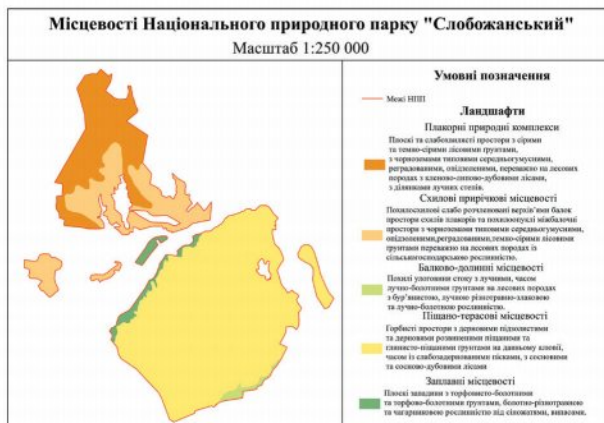 Місцевості Національного природного парку "Слобожанський"
Масштаб 1:250 000
Умовні позначення
Межі НПП
Ландшафти
Плакорні природні комплекси
Плоскі та слабохвилясті простори з сірими
та темно-сірими лісовими ґрунтами,
з чорноземами типовими середньогумусними,
реградованими, опідзоленими, переважно на лесових
породах з кленово-липово-дубовими лісами,
з ділянками лучних степів.
Схилові прирічкові місцевості
Похилосхилові слабо розчленовані верхів'ями балок
простори схилів плакорів та похилопуклі міжбалочні
простори з чорноземами типовими середньогумусними,
опідзоленими,реградованими,темно-сірими лісовими
ґрунтами переважно на лесових породах із
сільськогосподарською рослинністю.
Балково-долинні місцевості
Похилі улоговини стоку з лучними, часом
лучно-болотними ґрунтами на лесових породах
з бур'янистою, лучною різнотравно-злаковою
та лучно-болотною рослинністю.
Піщано-терасові місцевості
Горбисті простори з дерновими підзолистими
та дерновими розвиненими піщаними та
глинисто-піщаними ґрунтами на давньому алювії,
часом із слабозадернованими пісками, з сосновими
та сосново-дубовими лісами
Заплавні місцевості
Плоскі западини з торфовисто-болотними
та торфово-болотними ґрунтами, болотно-різнотравною
та чагарниковою рослинністю під сіножатями, випасами.